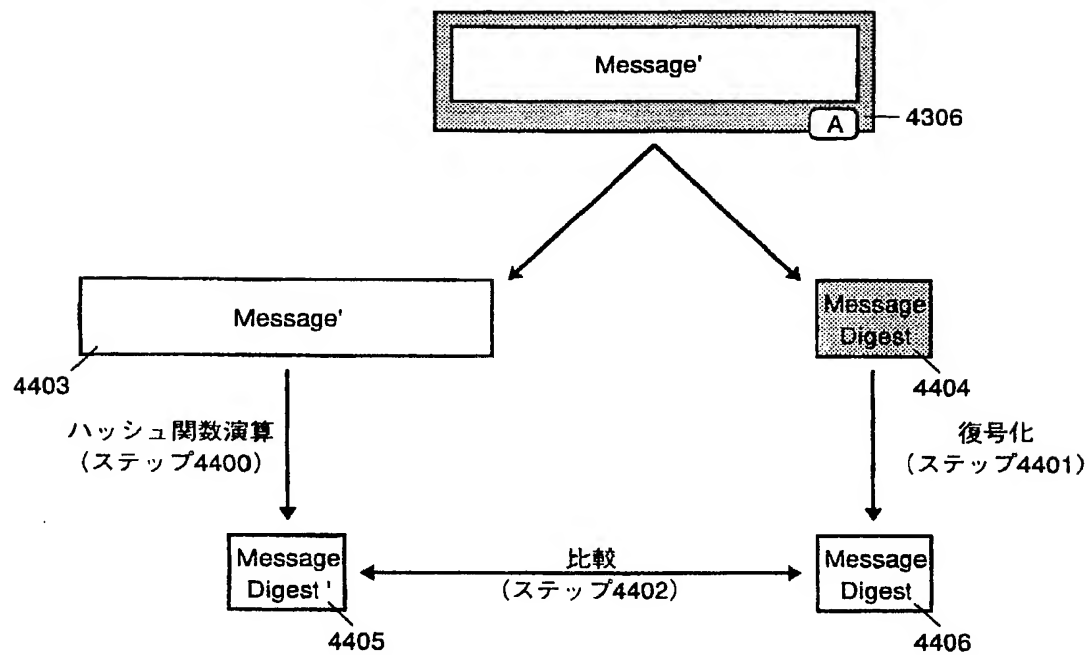 Message'
A
4306
Message'
4403
Message
Digest
4404
ハッシュ関数演算
(ステップ4400)
復号化
(ステップ4401)
Message
Digest '
4405
比較
(ステップ4402)
Message
Digest
4406